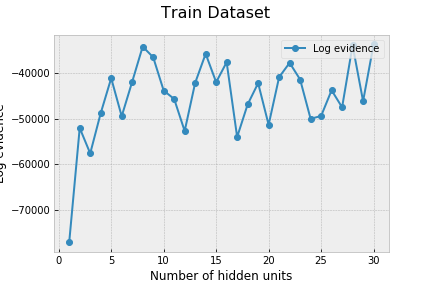 Train Dataset
Log evidence
−40000
−50000
−60000
−70000
Log evidence
0 5 10 15 20 25 30
Number of hidden units